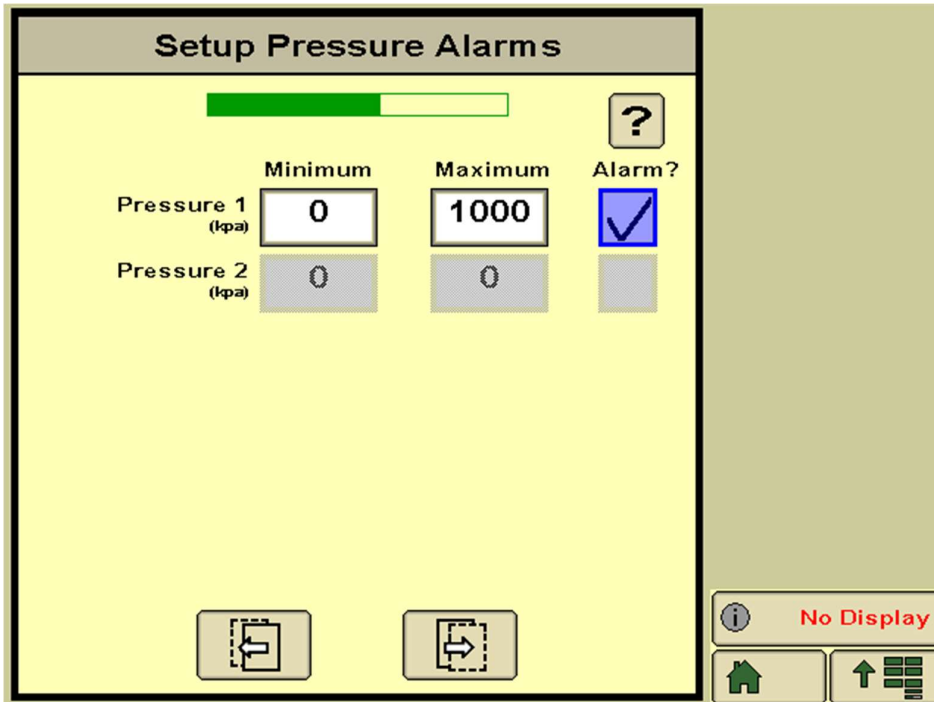 Setup Pressure Alarms
?
Minimum Maximum Alarm?
Pressure 1 0 1000
(kpa)
Pressure 2 0 0
(kpa)
i No Display